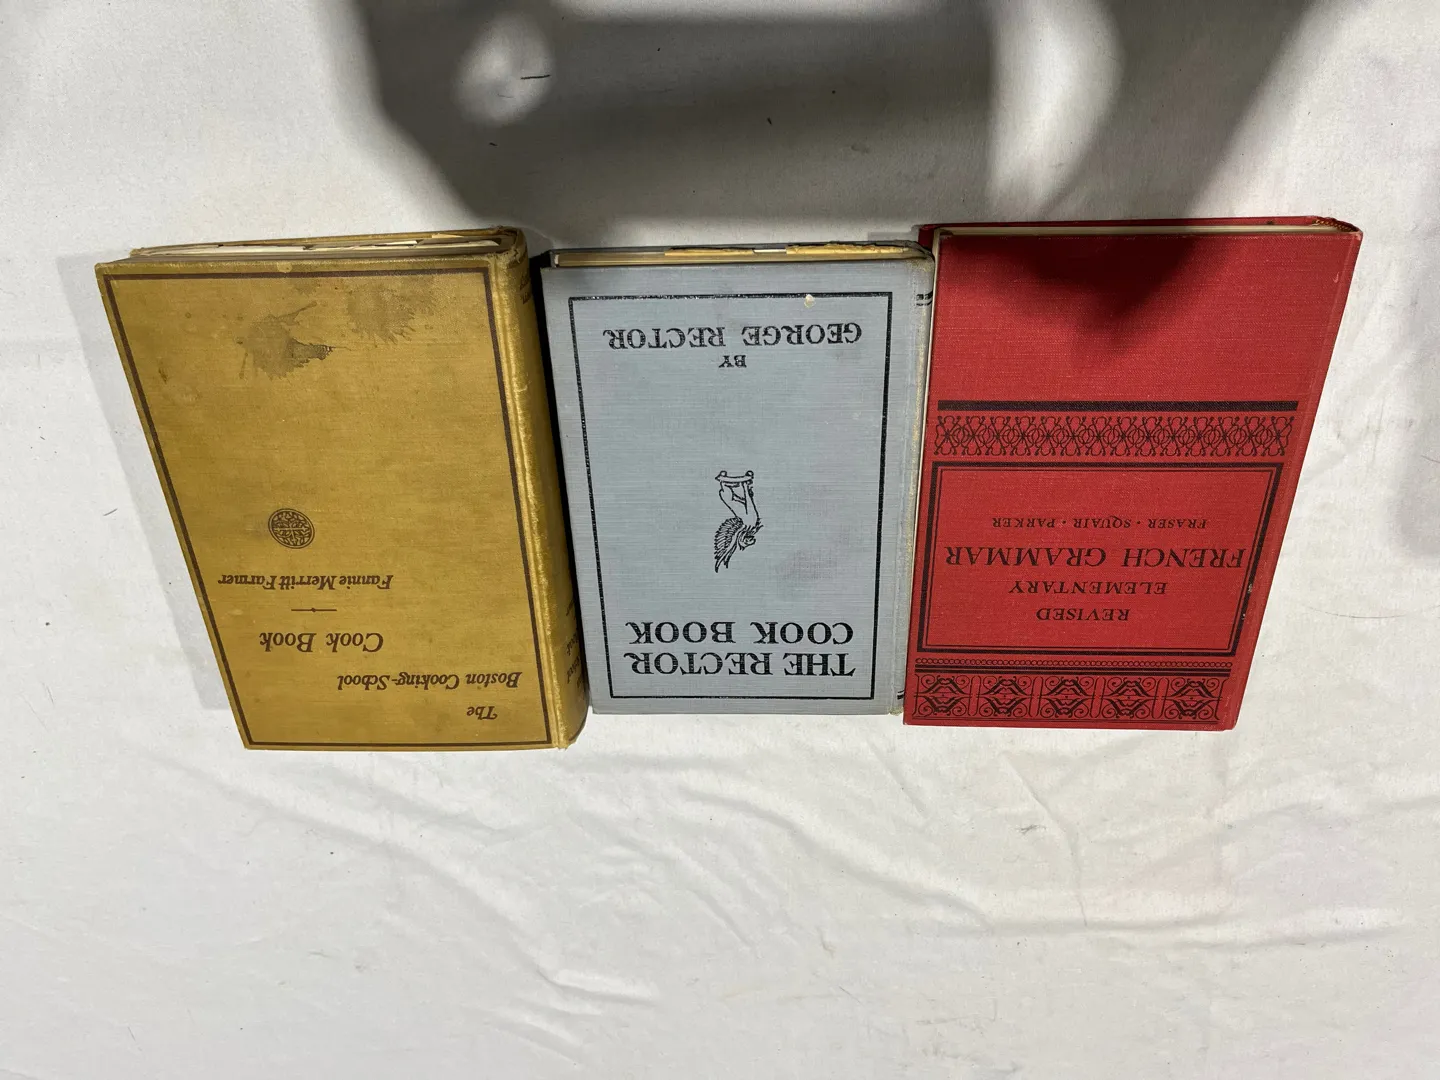 The
Boston Cooking-School
Cook Book
Fannie Merritt Farmer
THE RECTOR
COOK BOOK
BY
GEORGE RECTOR
REVISED
ELEMENTARY
FRENCH GRAMMAR
FRASER · SQUAIR · PARKER